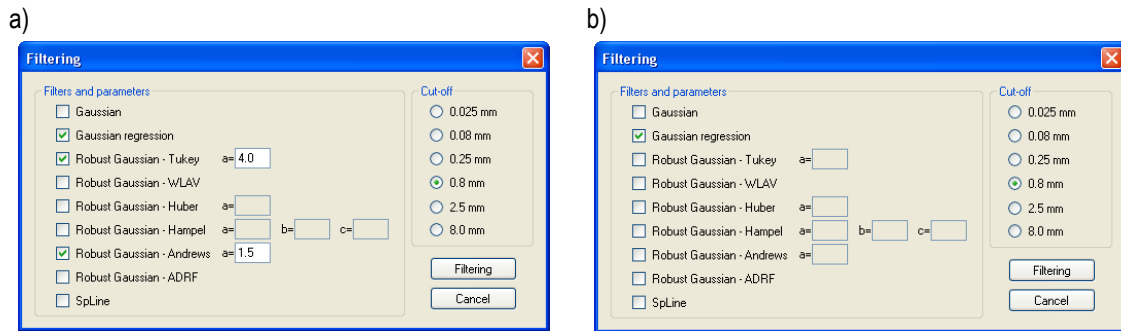 a)
Filtering
Filters and parameters
Gaussian
Gaussian regression
Robust Gaussian - Tukey a= 4.0
Robust Gaussian - WLAV
Robust Gaussian - Huber a=
Robust Gaussian - Hampel a= b= c=
Robust Gaussian - Andrews a= 1.5
Robust Gaussian - ADRF
SpLine
Cut-off
0.025 mm
0.08 mm
0.25 mm
0.8 mm
2.5 mm
8.0 mm
Filtering
Cancel
b)
Filtering
Filters and parameters
Gaussian
Gaussian regression
Robust Gaussian - Tukey a=
Robust Gaussian - WLAV
Robust Gaussian - Huber a=
Robust Gaussian - Hampel a= b= c=
Robust Gaussian - Andrews a=
Robust Gaussian - ADRF
SpLine
Cut-off
0.025 mm
0.08 mm
0.25 mm
0.8 mm
2.5 mm
8.0 mm
Filtering
Cancel